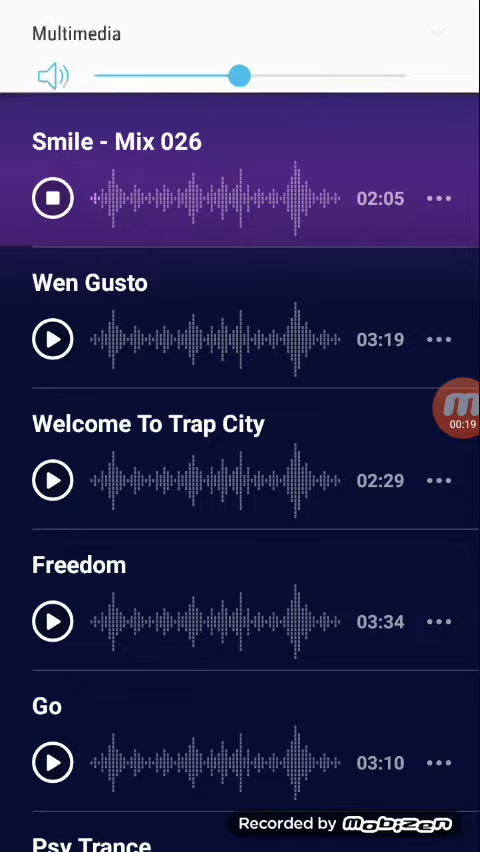 Multimedia
Smile - Mix 026
02:05
Wen Gusto
03:19
m
00:19
Welcome To Trap City
02:29
Freedom
03:34
Go
03:10
Recorded by mobizen
Psy Trance